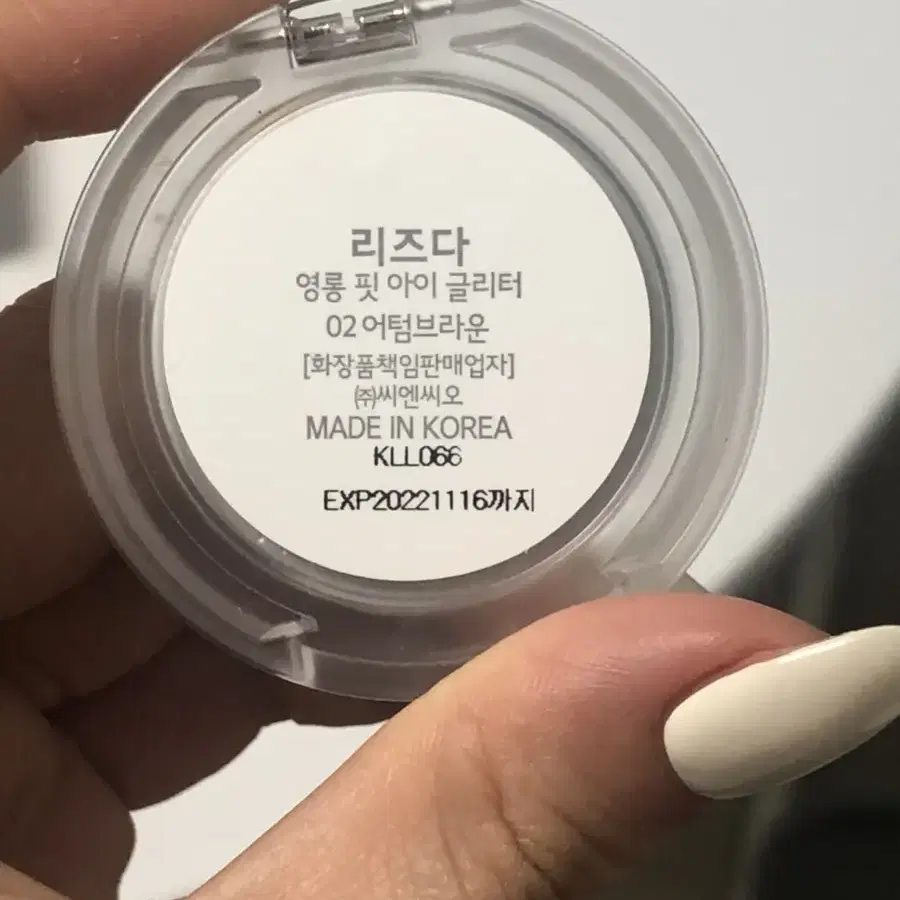 리즈다
영롱 핏 아이 글리터
02 어텀브라운
[화장품책임판매업자]
㈜씨엔씨오
MADE IN KOREA
KLL066
EXP20221116까지